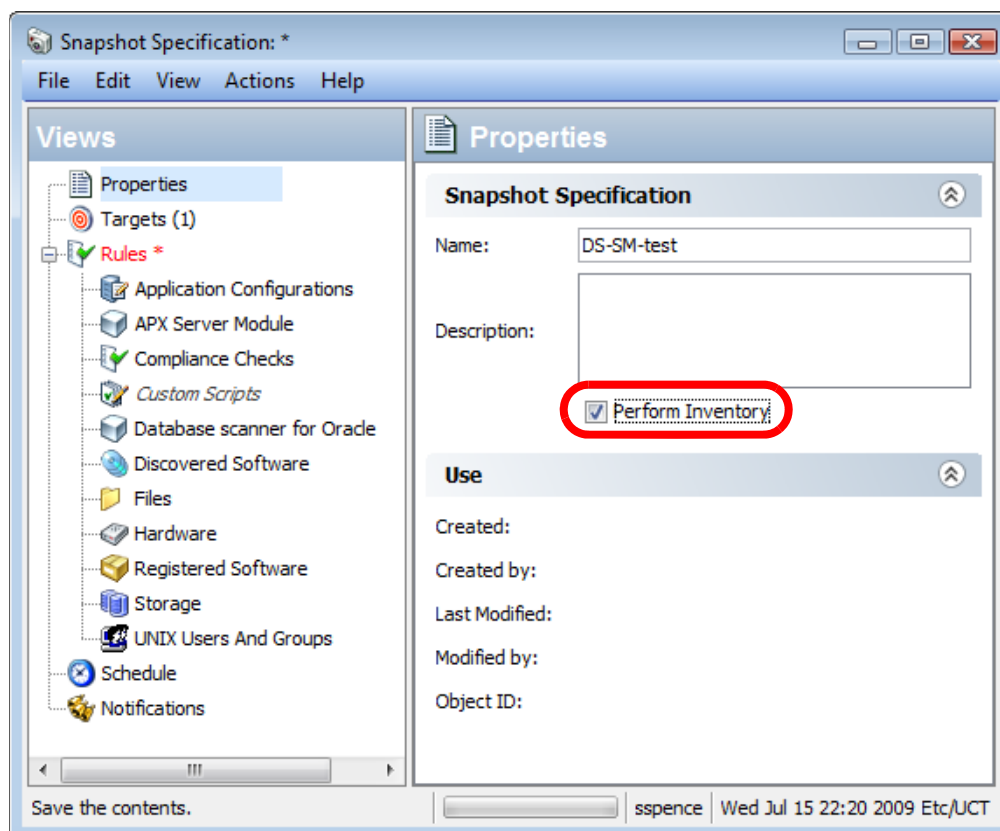 Snapshot Specification: *
File Edit View Actions Help
Views
Properties
Targets (1)
Rules *
Application Configurations
APX Server Module
Compliance Checks
Custom Scripts
Database scanner for Oracle
Discovered Software
Files
Hardware
Registered Software
Storage
UNIX Users And Groups
Schedule
Notifications
Properties
Snapshot Specification
Name: DS-SM-test
Description:
Perform Inventory
Use
Created:
Created by:
Last Modified:
Modified by:
Object ID:
Save the contents. sspence Wed Jul 15 22:20 2009 Etc/UCT